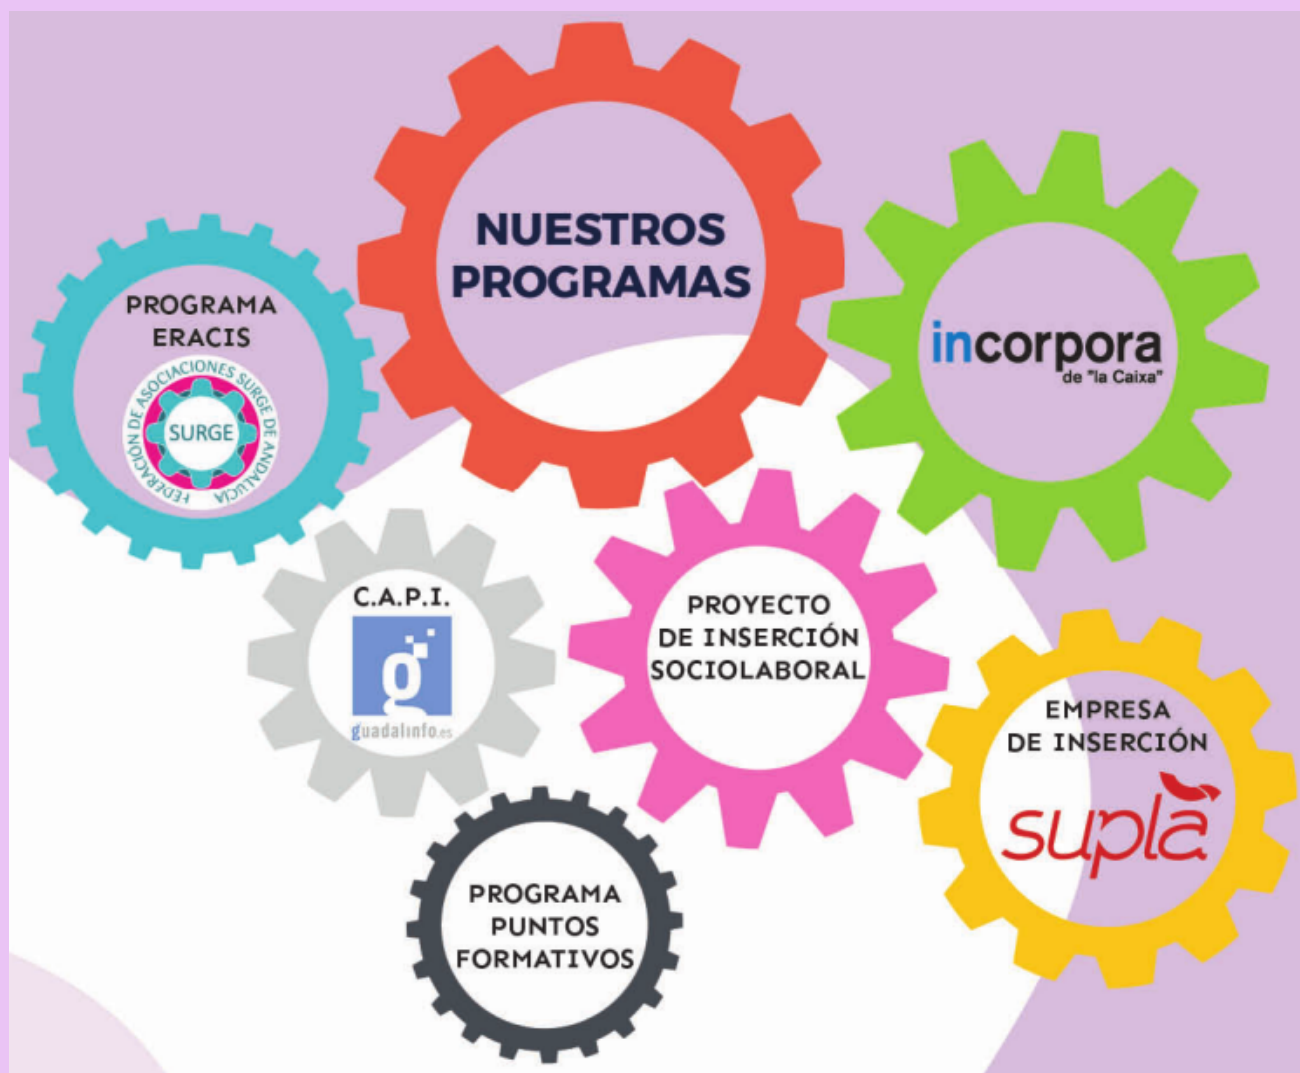 NUESTROS
PROGRAMAS
PROGRAMA
ERACIS
FEDERACIÓN DE ASOCIACIONES SURGE DE ANDALUCÍA
SURGE
incorpora
de "la Caixa"
C.A.P.I.
g
guadalinfo.es
PROYECTO
DE INSERCIÓN
SOCIOLABORAL
EMPRESA
DE INSERCIÓN
suplà
PROGRAMA
PUNTOS
FORMATIVOS